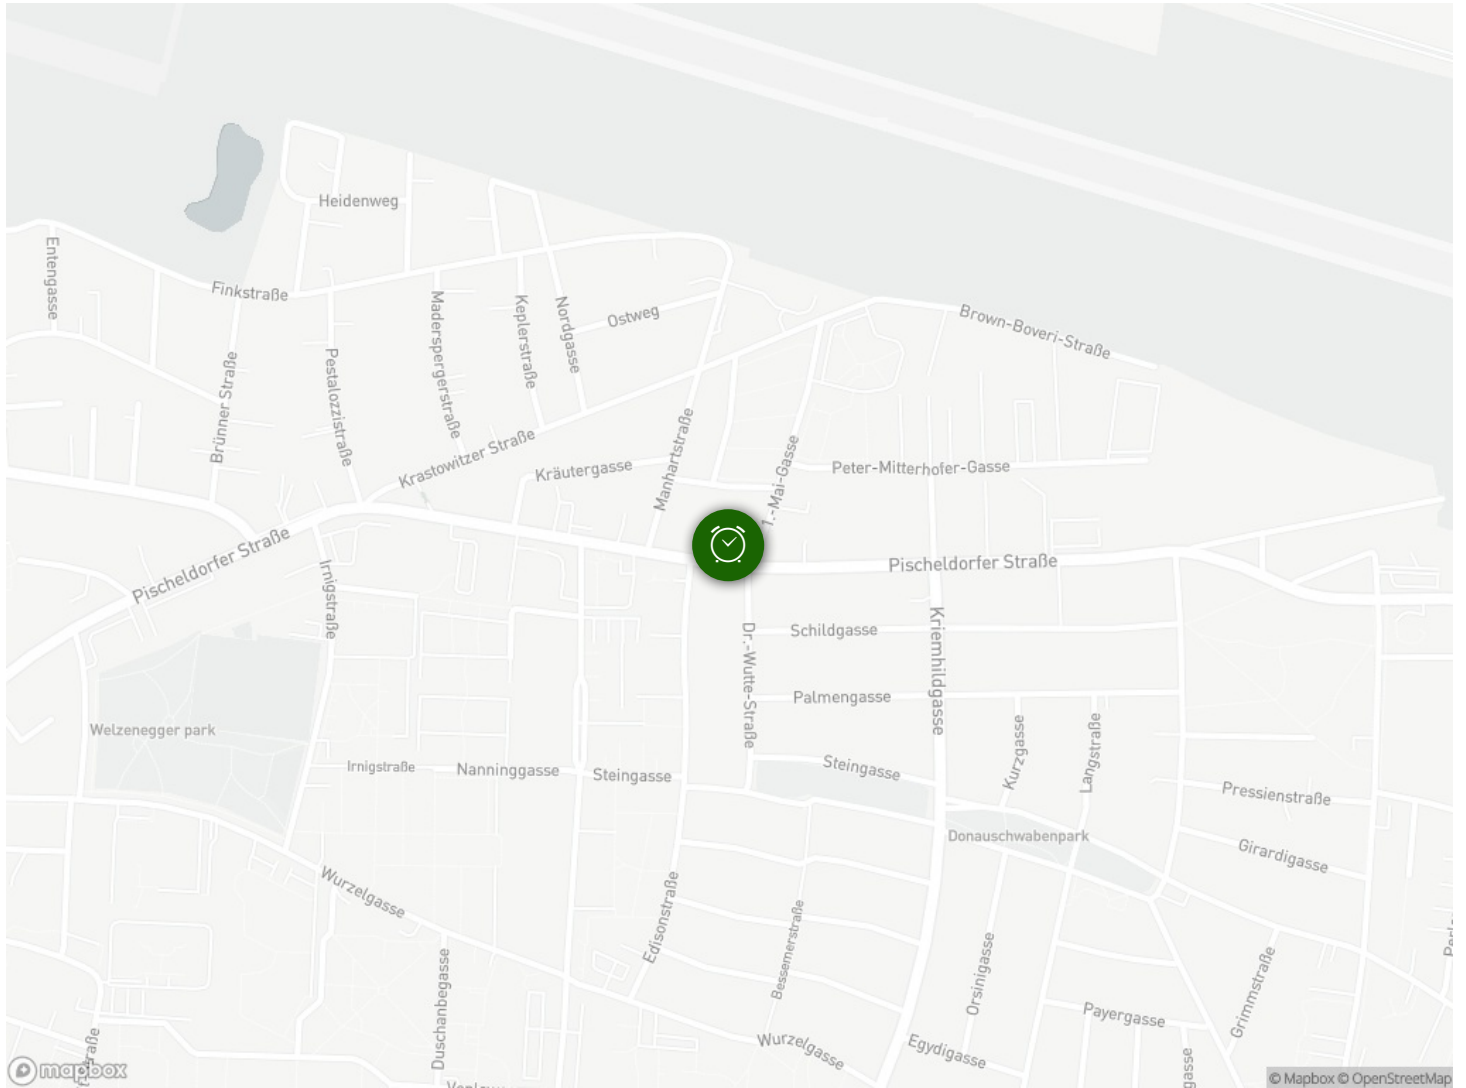 Heidenweg
Entengasse
Finkstraße
Maderspergerstraße
Keplerstraße
Nordgasse
Ostweg
Brown-Boveri-Straße
Brünner Straße
Pestalozzistraße
Krastowitzer Straße
Kräutergasse
Manhartstraße
1.-Mai-Gasse
Peter-Mitterhofer-Gasse
Pischeldorfer Straße
Pischeldorfer Straße
Irnigstraße
Dr.-Wutte-Straße
Schildgasse
Kriemhildgasse
Palmengasse
Welzenegger park
Irnigstraße
Nanninggasse
Steingasse
Steingasse
Kurzgasse
Langstraße
Pressienstraße
Donauschwabenpark
Girardigasse
Wurzelgasse
Edisonstraße
Bessemerstraße
Orsinigasse
Duschanbegasse
Grimmstraße
Payergasse
Wurzelgasse
Egydigasse
mapbox
© Mapbox © OpenStreetMap